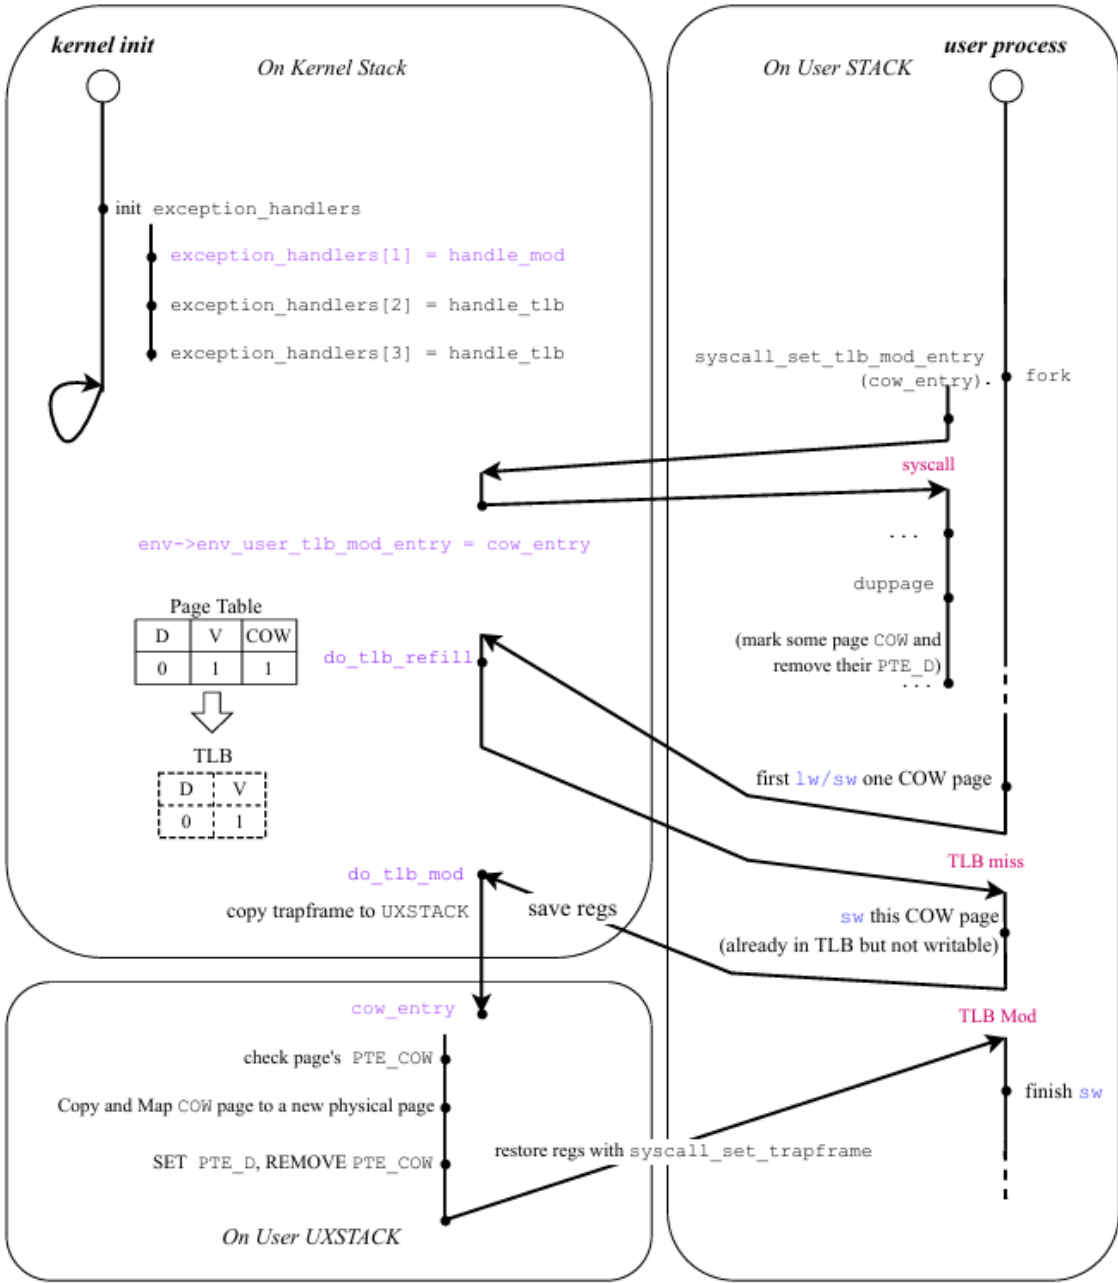 kernel init
On Kernel Stack
init exception_handlers
exception_handlers[1] = handle_mod
exception_handlers[2] = handle_tlb
exception_handlers[3] = handle_tlb
env->env_user_tlb_mod_entry = cow_entry
Page Table
D V COW
0 1 1
do_tlb_refill
TLB
D V
0 1
do_tlb_mod
copy trapframe to UXSTACK
save regs
user process
On User STACK
syscall_set_tlb_mod_entry
(cow_entry).
fork
syscall
...
duppage
(mark some page COW and
remove their PTE_D)
...
first lw/sw one COW page
TLB miss
sw this COW page
(already in TLB but not writable)
TLB Mod
finish sw
cow_entry
check page's PTE_COW
Copy and Map COW page to a new physical page
SET PTE_D, REMOVE PTE_COW
restore regs with syscall_set_trapframe
On User UXSTACK